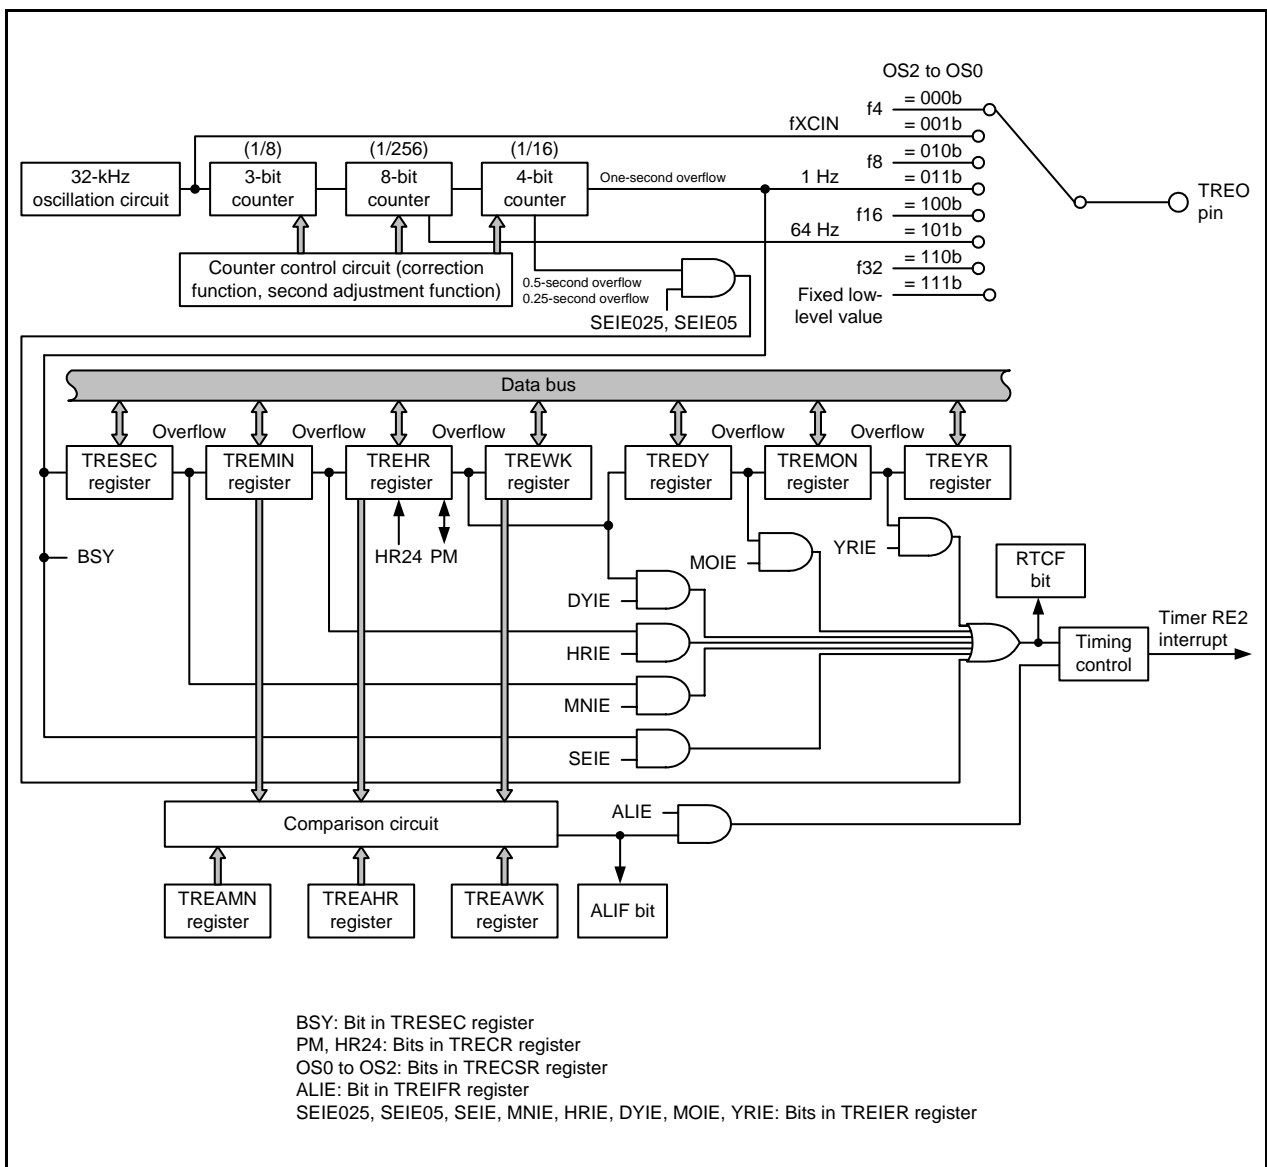 OS2 to OS0
f4 = 000b
fXCIN = 001b
(1/8) (1/256) (1/16)
f8 = 010b
32-kHz
oscillation circuit
3-bit
counter
8-bit
counter
4-bit
counter
One-second overflow
1 Hz = 011b
TREO
pin
f16 = 100b
64 Hz = 101b
Counter control circuit (correction
function, second adjustment function)
0.5-second overflow
0.25-second overflow
f32 = 110b
= 111b
Fixed low-
level value
SEIE025, SEIE05
Data bus
Overflow Overflow Overflow Overflow Overflow
TRESEC
register
TREMIN
register
TREHR
register
TREWK
register
TREDY
register
TREMON
register
TREYR
register
BSY
HR24 PM
MOIE
YRIE
RTCF
bit
DYIE
HRIE
MNIE
SEIE
Timing
control
Timer RE2
interrupt
Comparison circuit
ALIE
TREAMN
register
TREAHR
register
TREAWK
register
ALIF bit
BSY: Bit in TRESEC register
PM, HR24: Bits in TRECR register
OS0 to OS2: Bits in TRECSR register
ALIE: Bit in TREIFR register
SEIE025, SEIE05, SEIE, MNIE, HRIE, DYIE, MOIE, YRIE: Bits in TREIER register